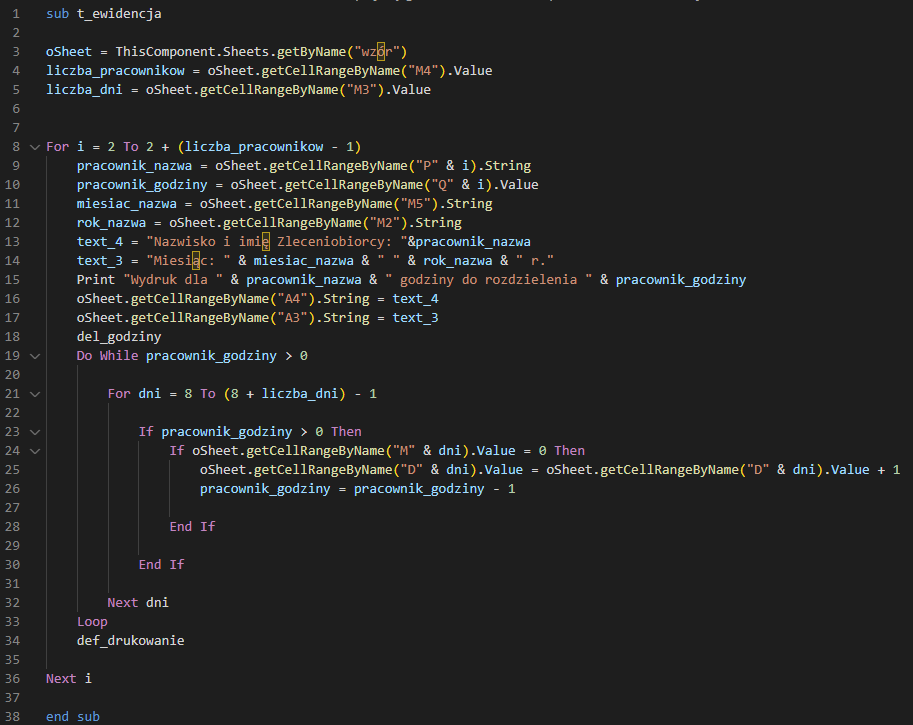 1 sub t_ewidencja
2
3 oSheet = ThisComponent.Sheets.getByName("wzór")
4 liczba_pracownikow = oSheet.getCellRangeByName("M4").Value
5 liczba_dni = oSheet.getCellRangeByName("M3").Value
6
7
8 For i = 2 To 2 + (liczba_pracownikow - 1)
9 pracownik_nazwa = oSheet.getCellRangeByName("P" & i).String
10 pracownik_godziny = oSheet.getCellRangeByName("Q" & i).Value
11 miesiac_nazwa = oSheet.getCellRangeByName("M5").String
12 rok_nazwa = oSheet.getCellRangeByName("M2").String
13 text_4 = "Nazwisko i imię Zleceniobiorcy: "&pracownik_nazwa
14 text_3 = "Miesiąc: " & miesiac_nazwa & " " & rok_nazwa & " r."
15 Print "Wydruk dla " & pracownik_nazwa & " godziny do rozdzielenia " & pracownik_godziny
16 oSheet.getCellRangeByName("A4").String = text_4
17 oSheet.getCellRangeByName("A3").String = text_3
18 del_godziny
19 Do While pracownik_godziny > 0
20
21 For dni = 8 To (8 + liczba_dni) - 1
22
23 If pracownik_godziny > 0 Then
24 If oSheet.getCellRangeByName("M" & dni).Value = 0 Then
25 oSheet.getCellRangeByName("D" & dni).Value = oSheet.getCellRangeByName("D" & dni).Value + 1
26 pracownik_godziny = pracownik_godziny - 1
27
28 End If
29
30 End If
31
32 Next dni
33 Loop
34 def_drukowanie
35
36 Next i
37
38 end sub